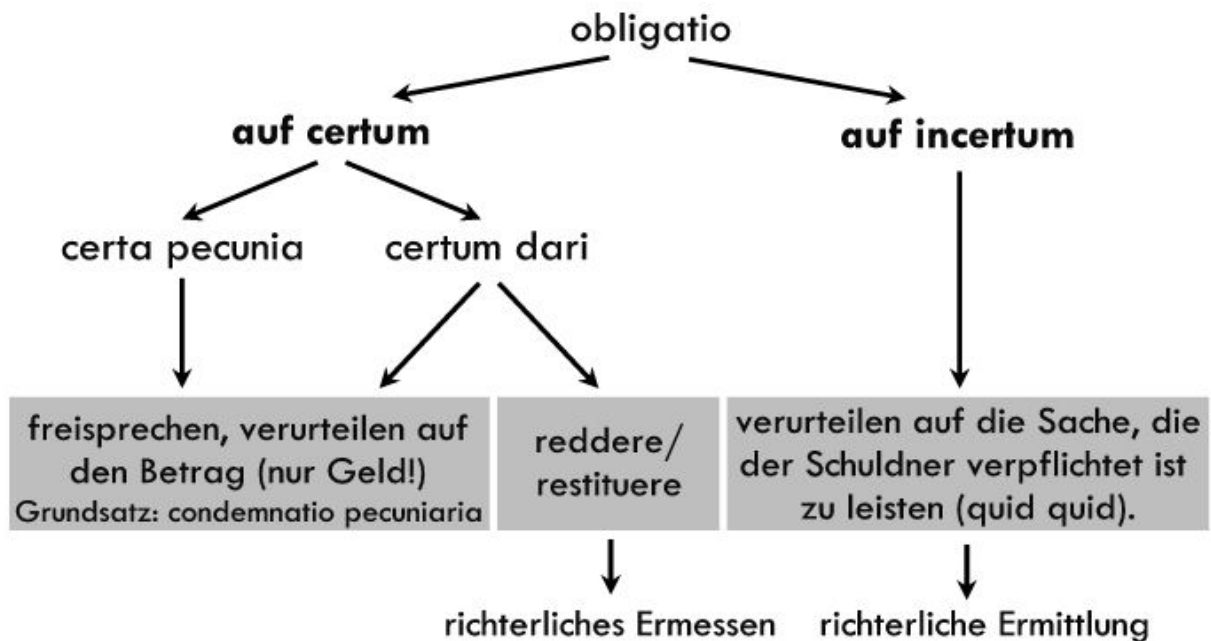 obligatio
auf certum
auf incertum
certa pecunia
certum dari
freisprechen, verurteilen auf
den Betrag (nur Geld!)
Grundsatz: condemnatio pecuniaria
reddere/
restituere
verurteilen auf die Sache, die
der Schuldner verpflichtet ist
zu leisten (quid quid).
richterliches Ermessen
richterliche Ermittlung